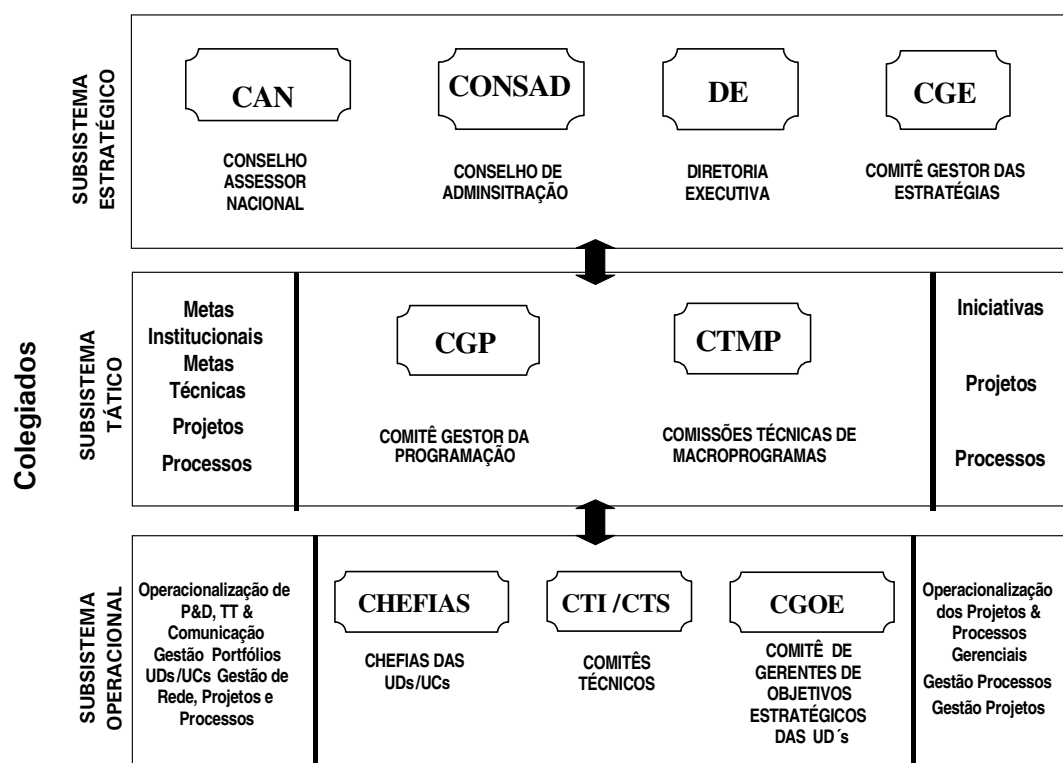 Colegiados
SUBSISTEMA
ESTRATÉGICO
CAN
CONSELHO
ASSESSOR
NACIONAL
CONSAD
CONSELHO DE
ADMINSITRAÇÃO
DE
DIRETORIA
EXECUTIVA
CGE
COMITÊ GESTOR DAS
ESTRATÉGIAS
SUBSISTEMA
TÁTICO
Metas
Institucionais
Metas
Técnicas
Projetos
Processos
CGP
COMITÊ GESTOR DA
PROGRAMAÇÃO
CTMP
COMISSÕES TÉCNICAS DE
MACROPROGRAMAS
Iniciativas
Projetos
Processos
SUBSISTEMA
OPERACIONAL
Operacionalização de
P&D, TT &
Comunicação
Gestão Portfólios
UDs/UCs Gestão de
Rede, Projetos e
Processos
CHEFIAS
CHEFIAS DAS
UDs/UCs
CTI /CTS
COMITÊS
TÉCNICOS
CGOE
COMITÊ DE
GERENTES DE
OBJETIVOS
ESTRATÉGICOS
DAS UD´s
Operacionalização
dos Projetos &
Processos
Gerenciais
Gestão Processos
Gestão Projetos